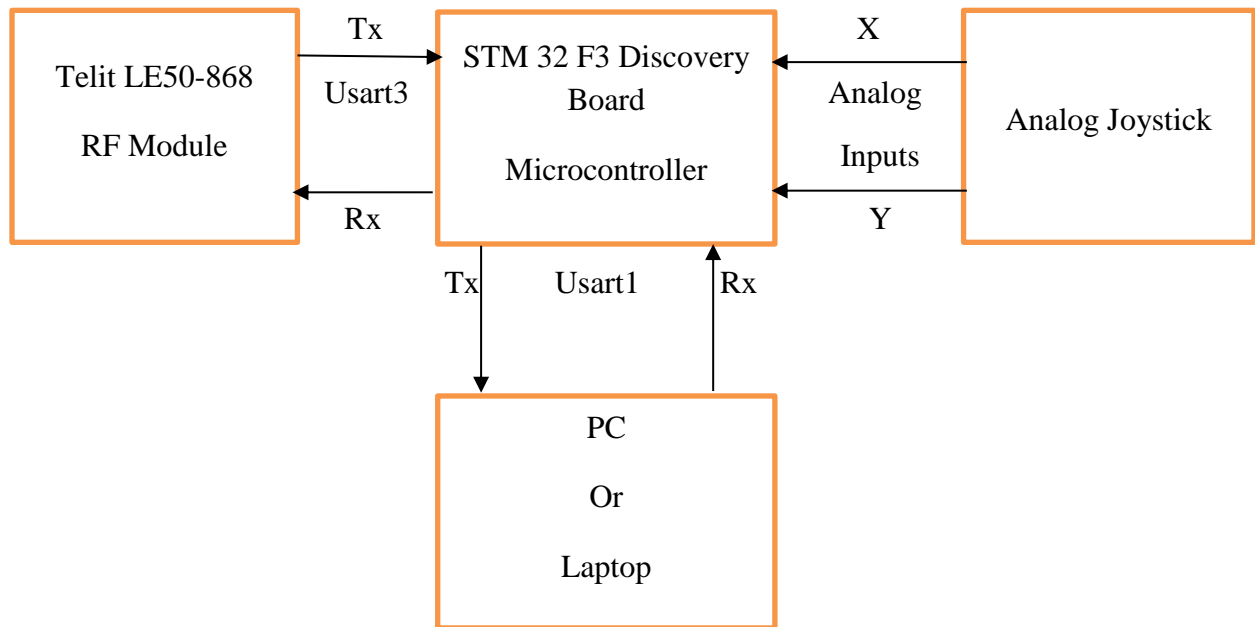 Telit LE50-868
RF Module
Tx
Usart3
Rx
STM 32 F3 Discovery
Board
Microcontroller
X
Analog
Inputs
Y
Analog Joystick
Tx
Usart1
Rx
PC
Or
Laptop